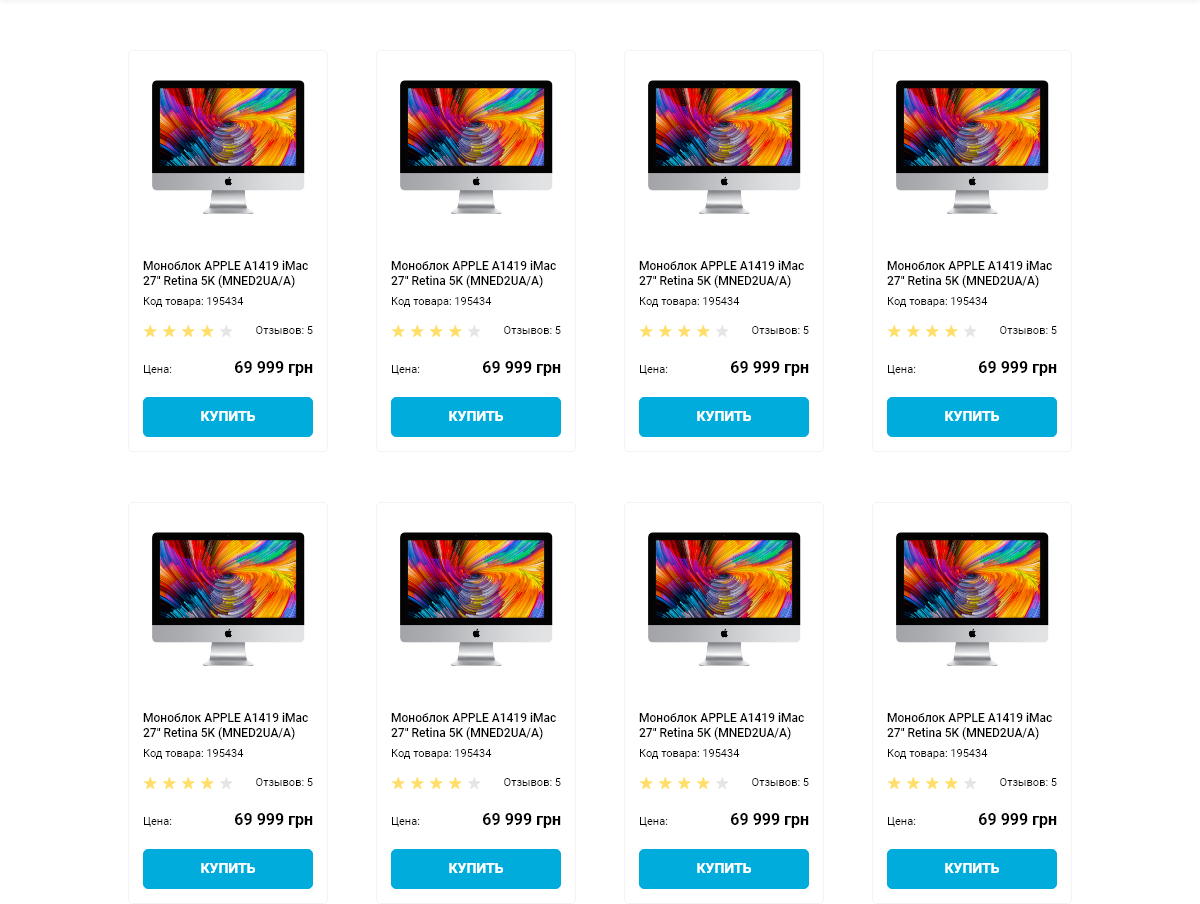 Моноблок APPLE A1419 iMac
27" Retina 5K (MNED2UA/A)
Код товара: 195434
Отзывов: 5
Цена: 69 999 грн
КУПИТЬ
Моноблок APPLE A1419 iMac
27" Retina 5K (MNED2UA/A)
Код товара: 195434
Отзывов: 5
Цена: 69 999 грн
КУПИТЬ
Моноблок APPLE A1419 iMac
27" Retina 5K (MNED2UA/A)
Код товара: 195434
Отзывов: 5
Цена: 69 999 грн
КУПИТЬ
Моноблок APPLE A1419 iMac
27" Retina 5K (MNED2UA/A)
Код товара: 195434
Отзывов: 5
Цена: 69 999 грн
КУПИТЬ
Моноблок APPLE A1419 iMac
27" Retina 5K (MNED2UA/A)
Код товара: 195434
Отзывов: 5
Цена: 69 999 грн
КУПИТЬ
Моноблок APPLE A1419 iMac
27" Retina 5K (MNED2UA/A)
Код товара: 195434
Отзывов: 5
Цена: 69 999 грн
КУПИТЬ
Моноблок APPLE A1419 iMac
27" Retina 5K (MNED2UA/A)
Код товара: 195434
Отзывов: 5
Цена: 69 999 грн
КУПИТЬ
Моноблок APPLE A1419 iMac
27" Retina 5K (MNED2UA/A)
Код товара: 195434
Отзывов: 5
Цена: 69 999 грн
КУПИТЬ